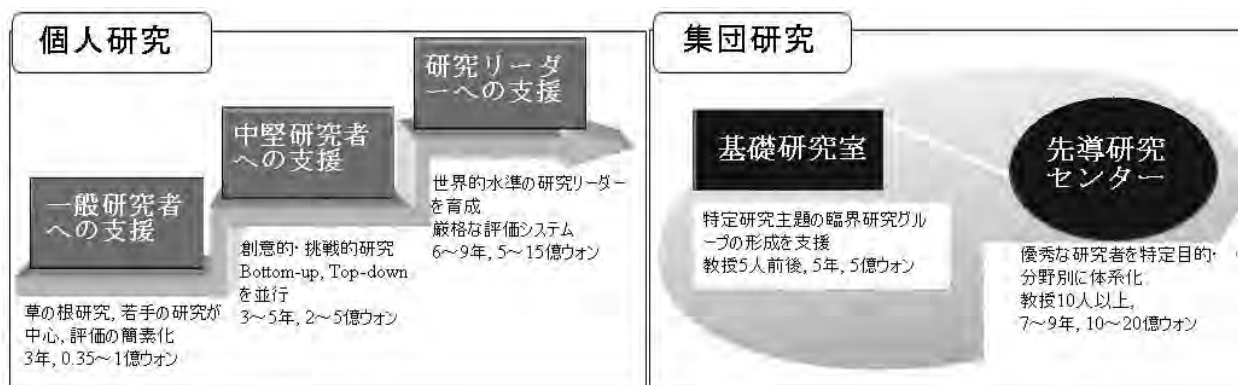 個人研究
一般研究者
への支援
草の根研究, 若手の研究が
中心, 評価の簡素化
3年, 0.35～1億ウォン
中堅研究者
への支援
創意的･挑戦的研究
Bottom-up, Top-down
を並行
3～5年, 2～5億ウォン
研究リーダ
ーへの支援
世界的水準の研究リーダー
を育成
厳格な評価システム
6～9年, 5～15億ウォン
集団研究
基礎研究室
特定研究主題の臨界研究グル
ープの形成を支援
教授5人前後, 5年, 5億ウォン
先導研究
センター
優秀な研究者を特定目的･
分野別に体系化
教授10人以上,
7～9年, 10～20億ウォン